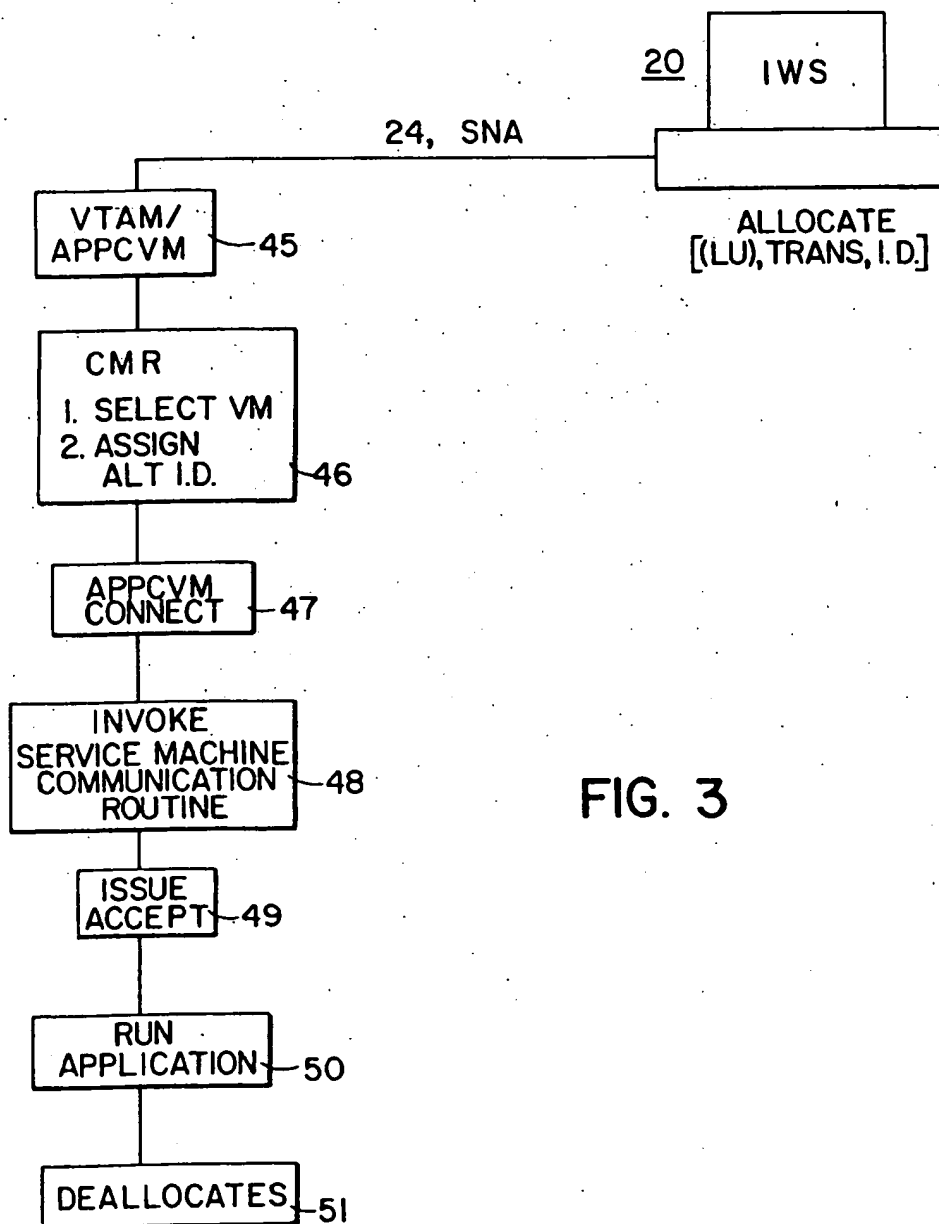 20
IWS
24, SNA
ALLOCATE
[(LU), TRANS, I.D.]
VTAM/
APPCVM
45
CMR
1. SELECT VM
2. ASSIGN
ALT I.D.
46
APPCVM
CONNECT
47
INVOKE
SERVICE MACHINE
COMMUNICATION
ROUTINE
48
FIG. 3
ISSUE
ACCEPT
49
RUN
APPLICATION
50
DEALLOCATES
51